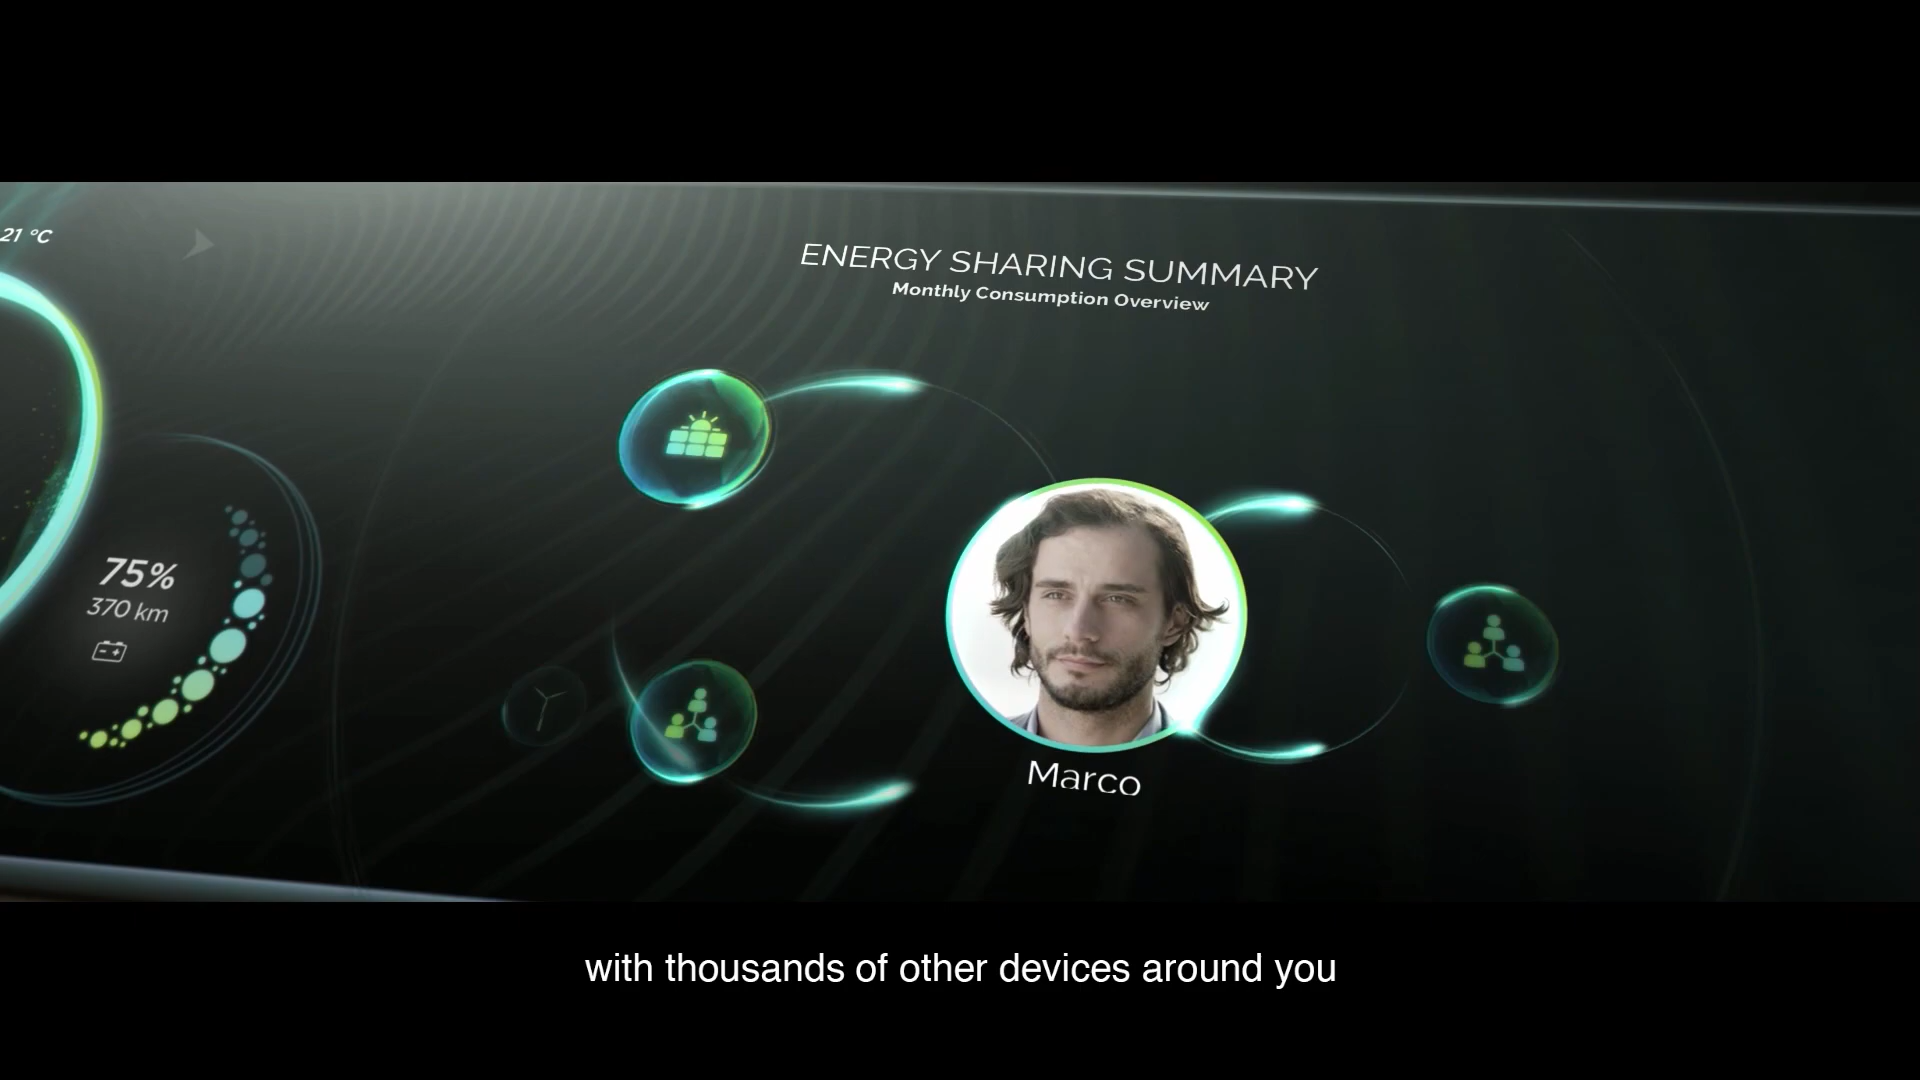 21 °C
ENERGY SHARING SUMMARY
Monthly Consumption Overview
75%
370 km
Marco
with thousands of other devices around you